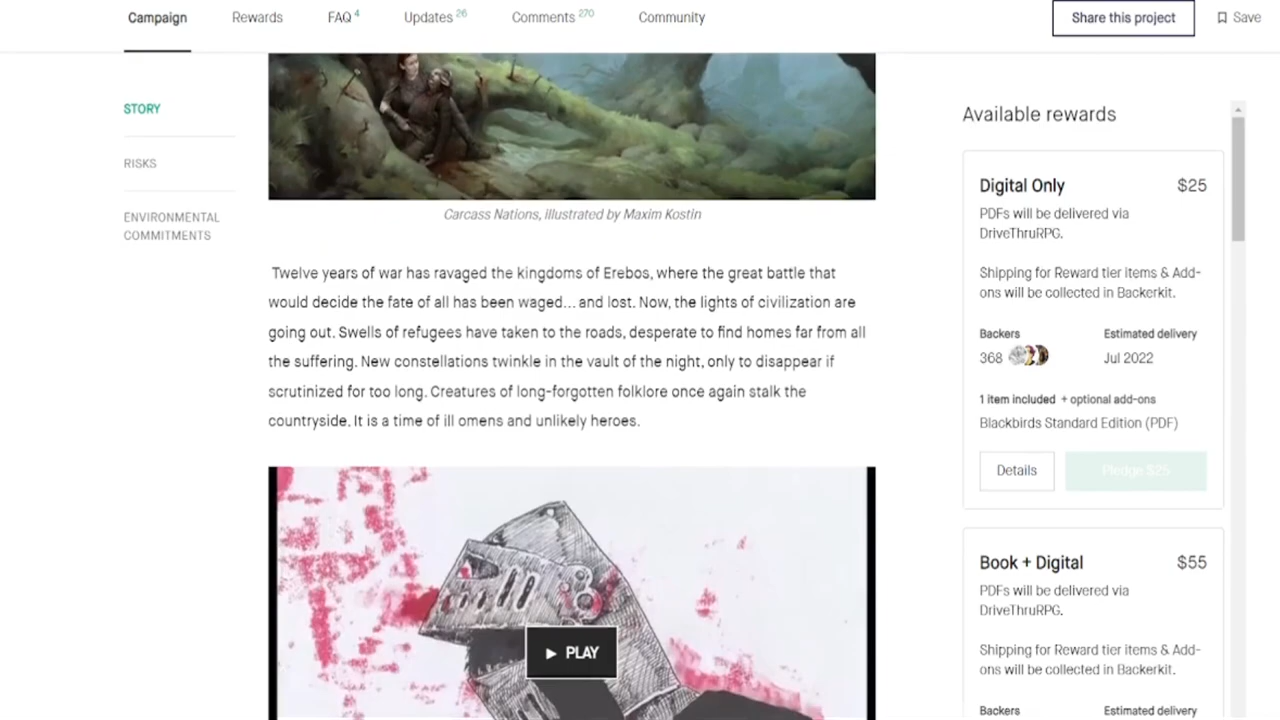 Campaign
Rewards
FAQ 4
Updates 26
Comments 270
Community
Share this project
Save
STORY
RISKS
ENVIRONMENTAL
COMMITMENTS
Carcass Nations, illustrated by Maxim Kostin
Twelve years of war has ravaged the kingdoms of Erebos, where the great battle that
would decide the fate of all has been waged... and lost. Now, the lights of civilization are
going out. Swells of refugees have taken to the roads, desperate to find homes far from all
the suffering. New constellations twinkle in the vault of the night, only to disappear if
scrutinized for too long. Creatures of long-forgotten folklore once again stalk the
countryside. It is a time of ill omens and unlikely heroes.
PLAY
Available rewards
Digital Only $25
PDFs will be delivered via
DriveThruRPG.
Shipping for Reward tier items & Add-
ons will be collected in Backerkit.
Backers Estimated delivery
368 Jul 2022
1 item included + optional add-ons
Blackbirds Standard Edition (PDF)
Details Pledge $25
Book + Digital $55
PDFs will be delivered via
DriveThruRPG.
Shipping for Reward tier items & Add-
ons will be collected in Backerkit.
Backers Estimated delivery